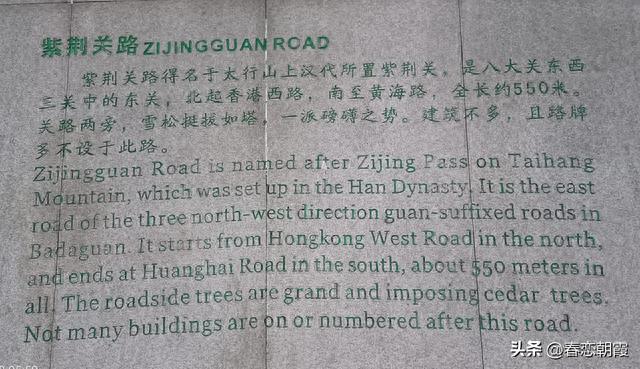 紫荆关路 ZIJINGGUAN ROAD
紫荆关路得名于太行山上汉代所置紫荆关。是八大关东西
三关中的东关，北起香港西路，南至黄海路，全长约550米。
关路两旁，雪松挺拔如塔，一派磅礴之势。建筑不多，且路牌
多不设于此路。
Zijingguan Road is named after Zijing Pass on Taihang
Mountain, which was set up in the Han Dynasty. It is the east
road of the three north-west direction guan-suffixed roads in
Badaguan. It starts from Hongkong West Road in the north,
and ends at Huanghai Road in the south, about 550 meters in
all. The roadside trees are grand and imposing cedar trees.
Not many buildings are on or numbered after this road.
头条 @春恋朝霞